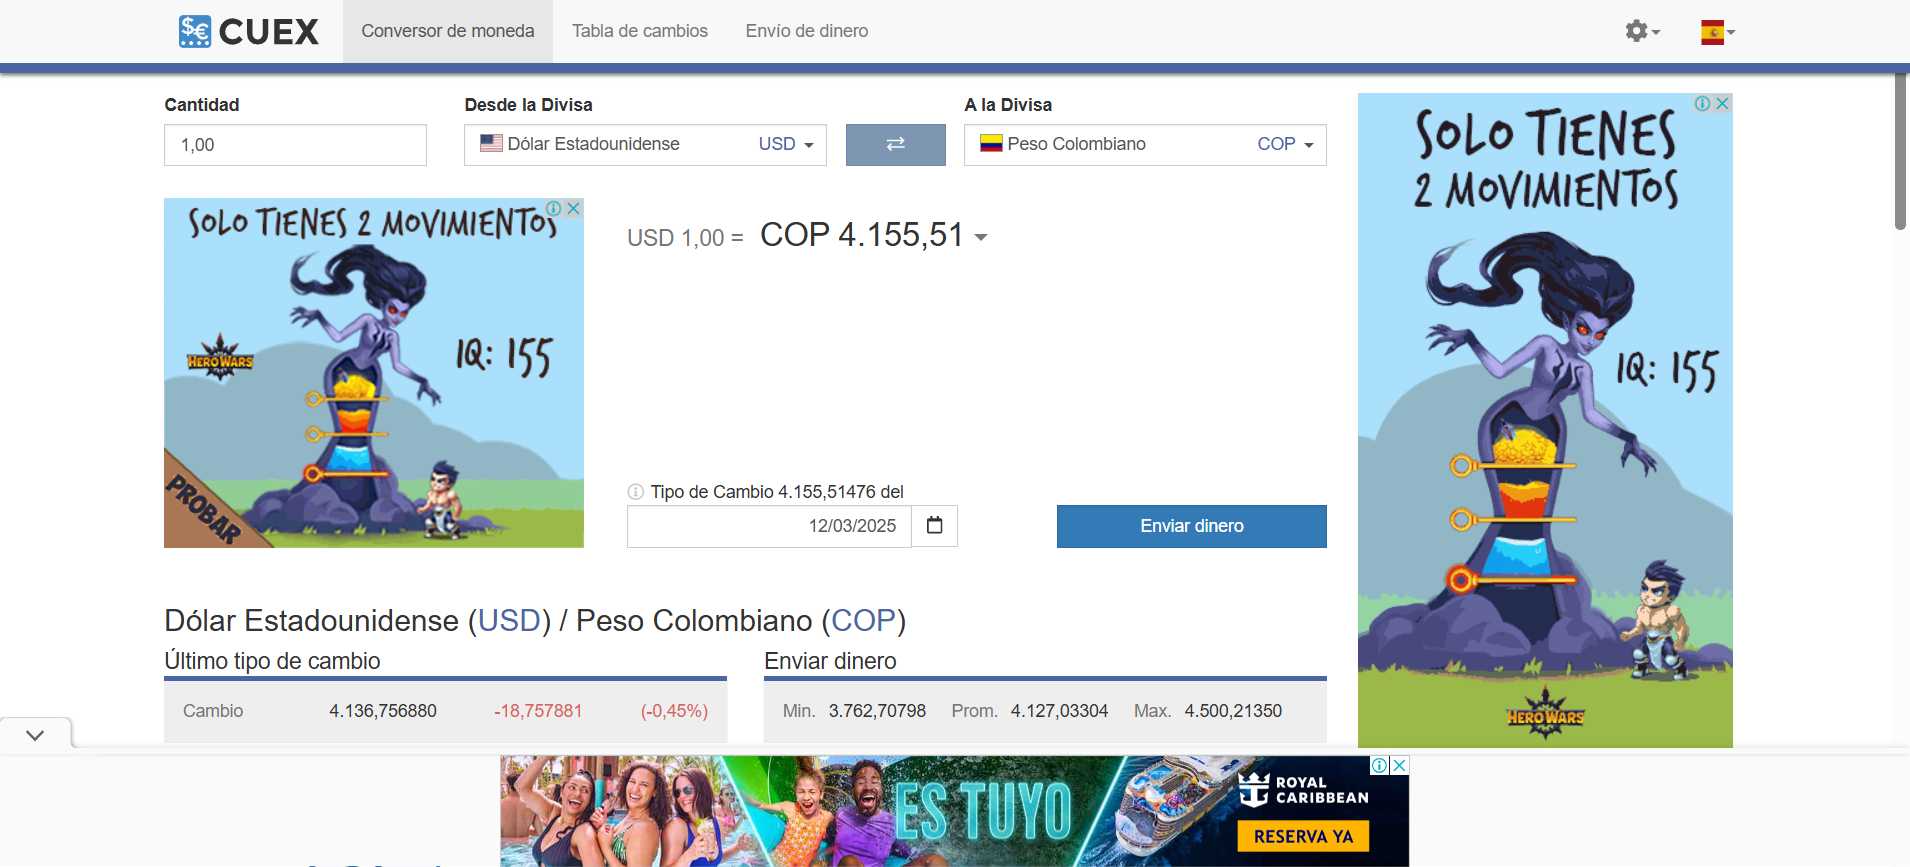 CUEX
Conversor de moneda
Tabla de cambios
Envío de dinero
Cantidad
Desde la Divisa
A la Divisa
1,00
Dólar Estadounidense USD
Peso Colombiano COP
SOLO TIENES 2 MOVIMIENTOS
HERO WARS
IQ: 155
PROBAR
USD 1,00 = COP 4.155,51
Tipo de Cambio 4.155,51476 del
12/03/2025
Enviar dinero
SOLO TIENES
2 MOVIMIENTOS
IQ: 155
HERO WARS
Dólar Estadounidense (USD) / Peso Colombiano (COP)
Último tipo de cambio
Cambio 4.136,756880 -18,757881 (-0,45%)
Enviar dinero
Min. 3.762,70798 Prom. 4.127,03304 Max. 4.500,21350
ES TUYO
ROYAL
CARIBBEAN
RESERVA YA